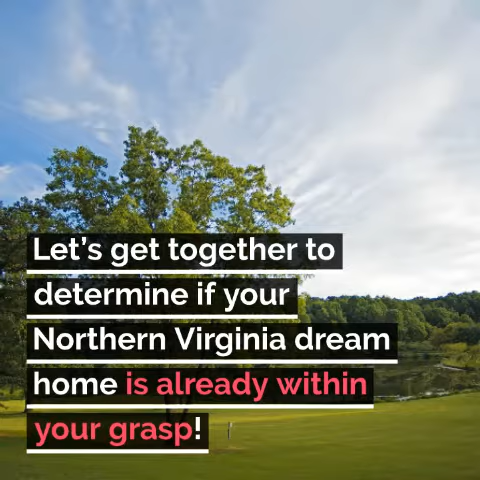 Let’s get together to
determine if your
Northern Virginia dream
home is already within
your grasp!